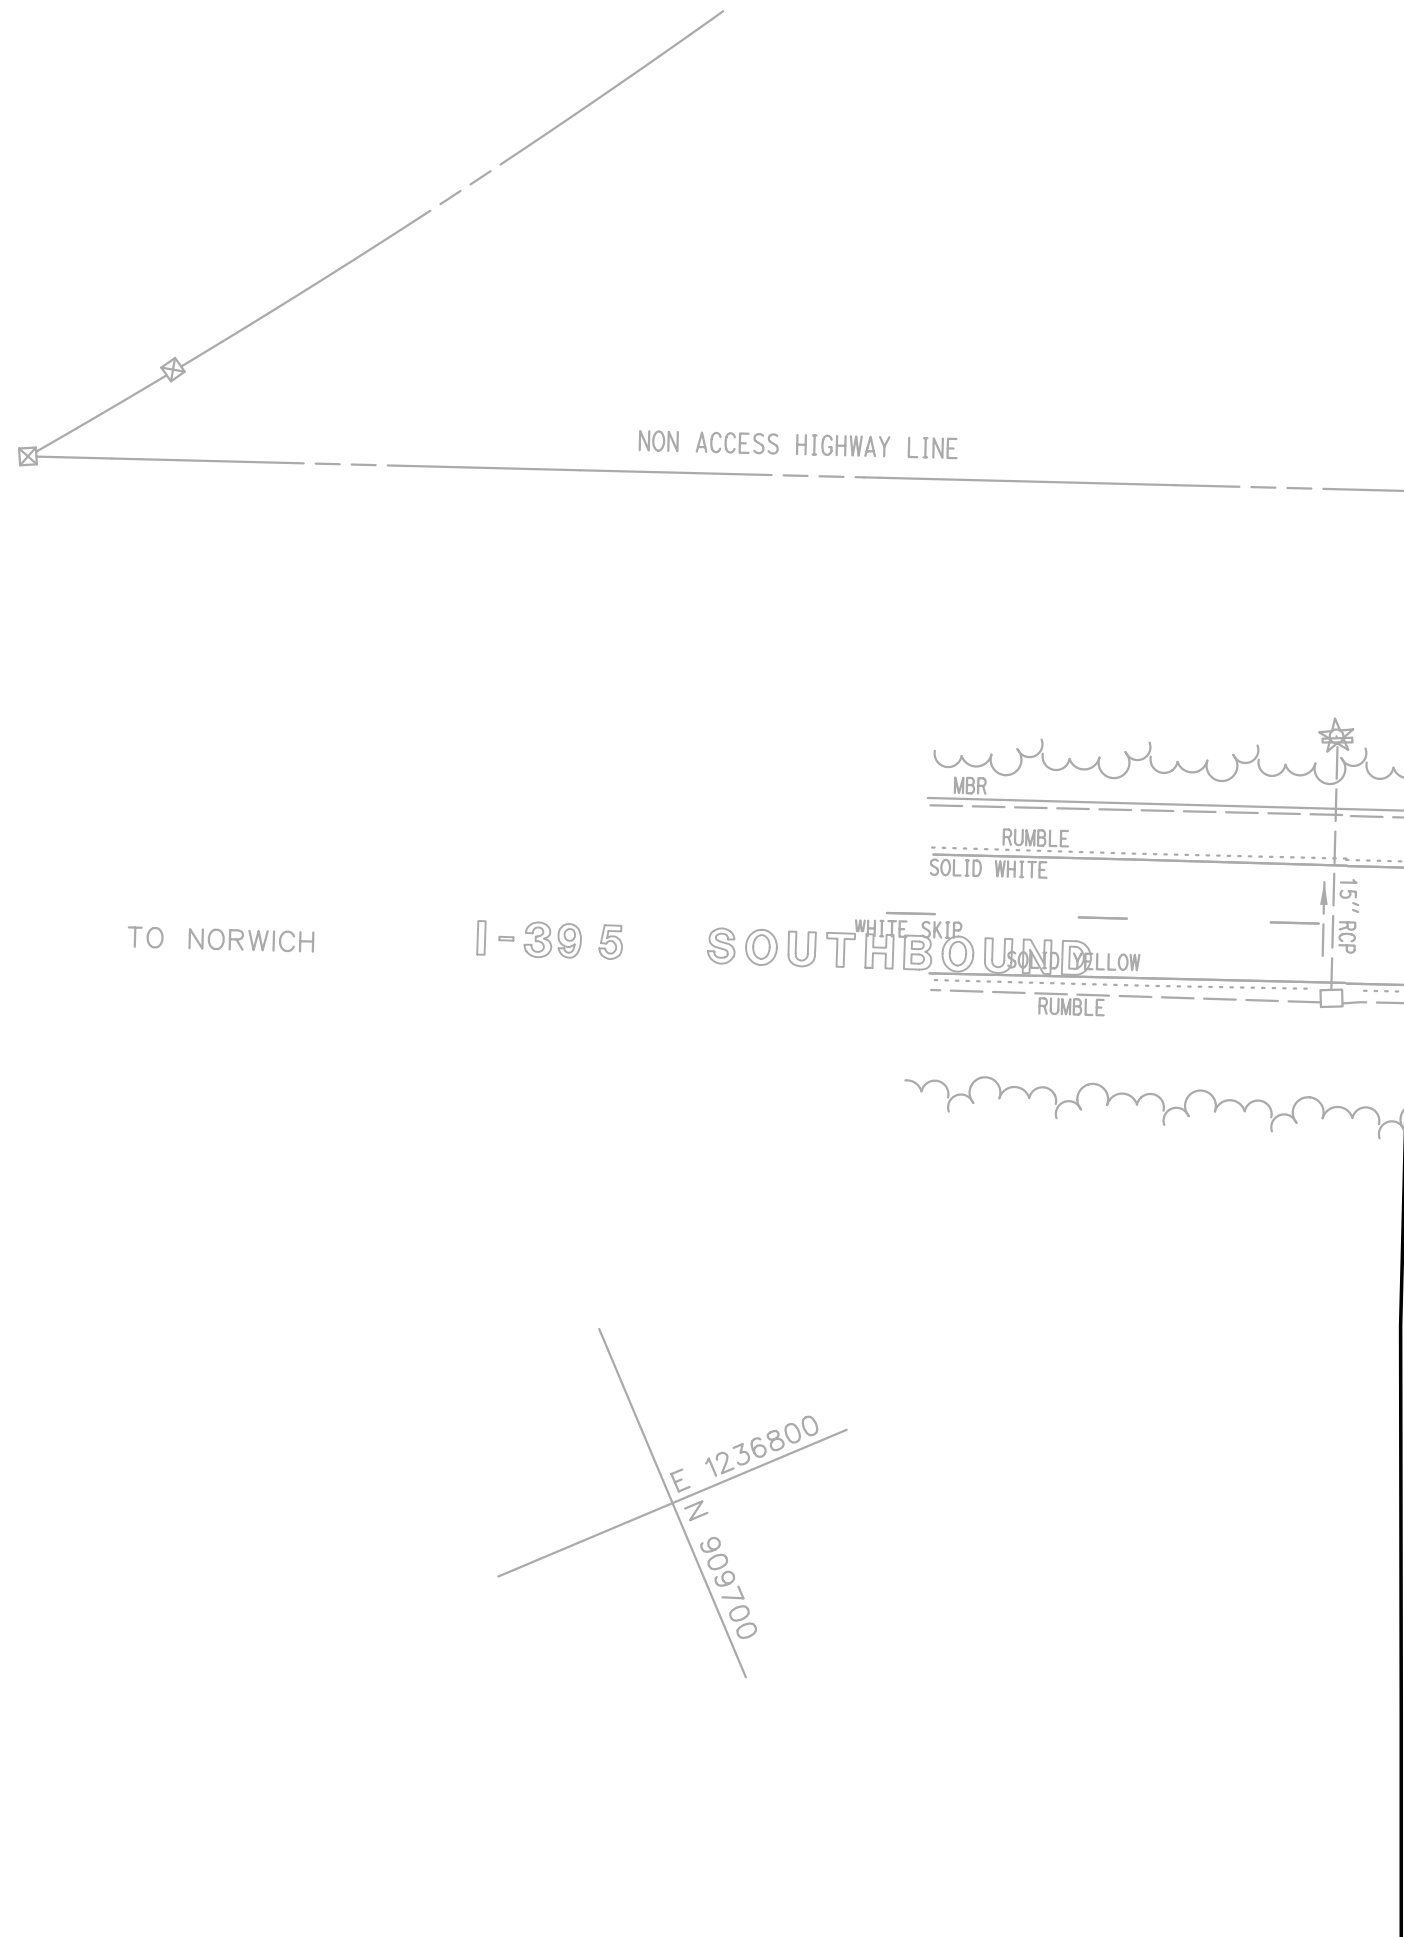 NON ACCESS HIGHWAY LINE
MBR
RUMBLE
SOLID WHITE
15" RCP
TO NORWICH
I-395 SOUTHBOUND
WHITE SKIP
SOLID YELLOW
RUMBLE
E 1236800
N 909700